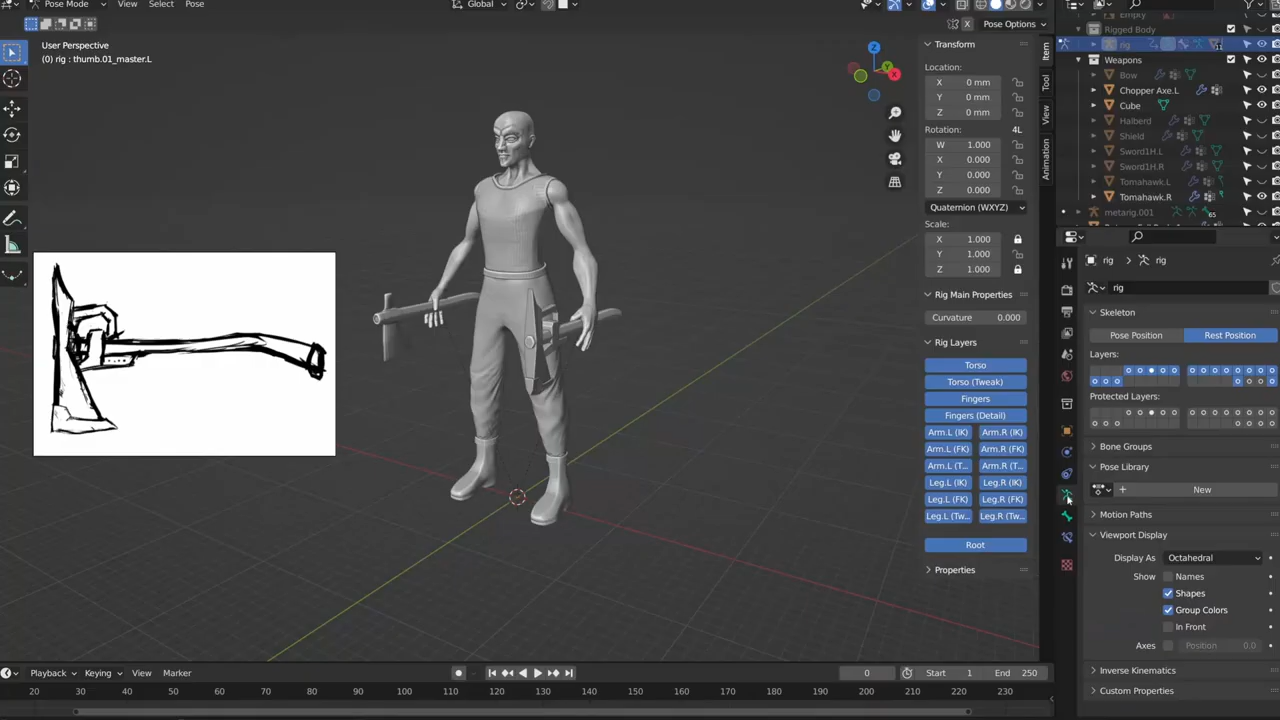 Pose Mode View Select Pose Global
Pose Options
User Perspective
(0) rig : thumb.01_master.L
Z
Y
X
Transform
Location:
X 0 mm
Y 0 mm
Z 0 mm
Rotation: 4L
W 1.000
X 0.000
Y 0.000
Z 0.000
Quaternion (WXYZ)
Scale:
X 1.000
Y 1.000
Z 1.000
Rig Main Properties
Curvature 0.000
Rig Layers
Torso
Torso (Tweak)
Fingers
Fingers (Detail)
Arm.L (IK) Arm.R (IK)
Arm.L (FK) Arm.R (FK)
Arm.L (T... Arm.R (T...
Leg.L (IK) Leg.R (IK)
Leg.L (FK) Leg.R (FK)
Leg.L (Tw... Leg.R (Tw...
Root
Properties
Item
Tool
View
Animation
Empty
Rigged Body
rig
Weapons
Bow
Chopper Axe.L
Cube
Halberd
Shield
Sword1H.L
Sword1H.R
Tomahawk.L
Tomahawk.R
metarig.001 65
rig rig
rig
Skeleton
Pose Position Rest Position
Layers:
Protected Layers:
Bone Groups
Pose Library
+ New
Motion Paths
Viewport Display
Display As Octahedral
Show Names
Shapes
Group Colors
In Front
Axes Position 0.0
Inverse Kinematics
Custom Properties
Playback Keying View Marker 0 Start 1 End 250
20 30 40 50 60 70 80 90 100 110 120 130 140 150 160 170 180 190 200 210 220 230